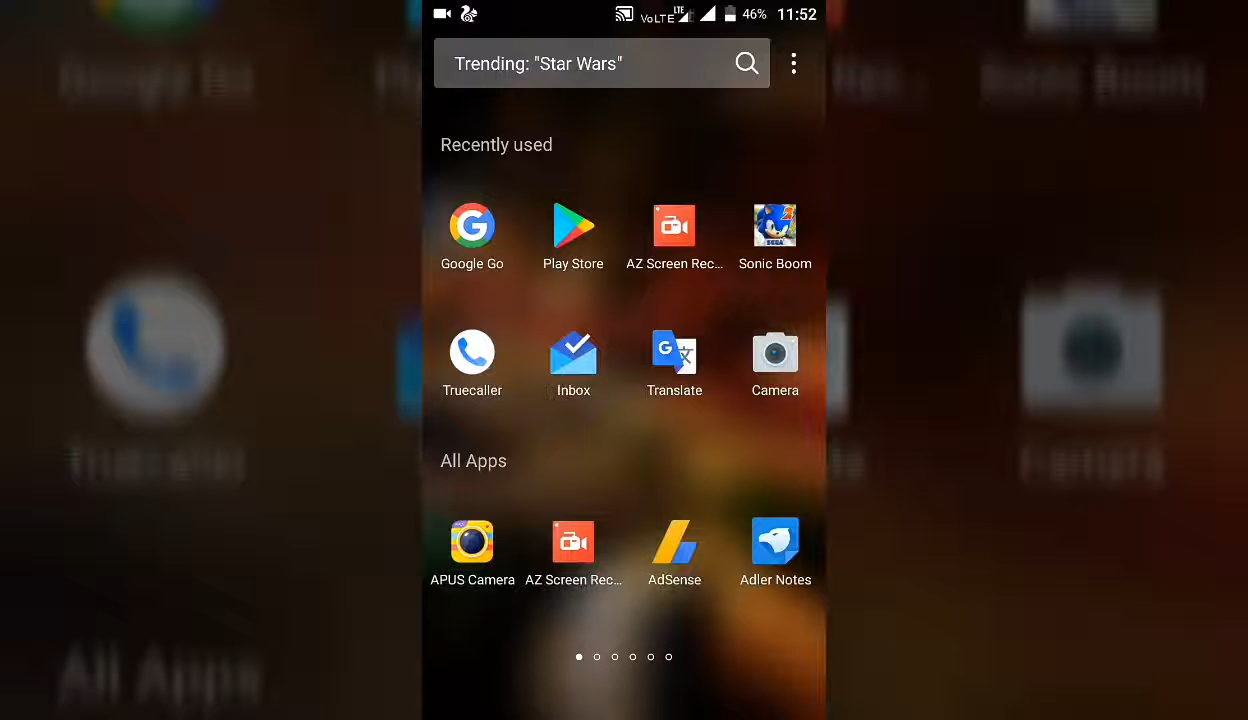 VoLTE LTE 46% 11:52
Trending: "Star Wars"
Recently used
Google Go Play Store AZ Screen Rec... Sonic Boom
Truecaller Inbox Translate Camera
All Apps
APUS Camera AZ Screen Rec... AdSense Adler Notes